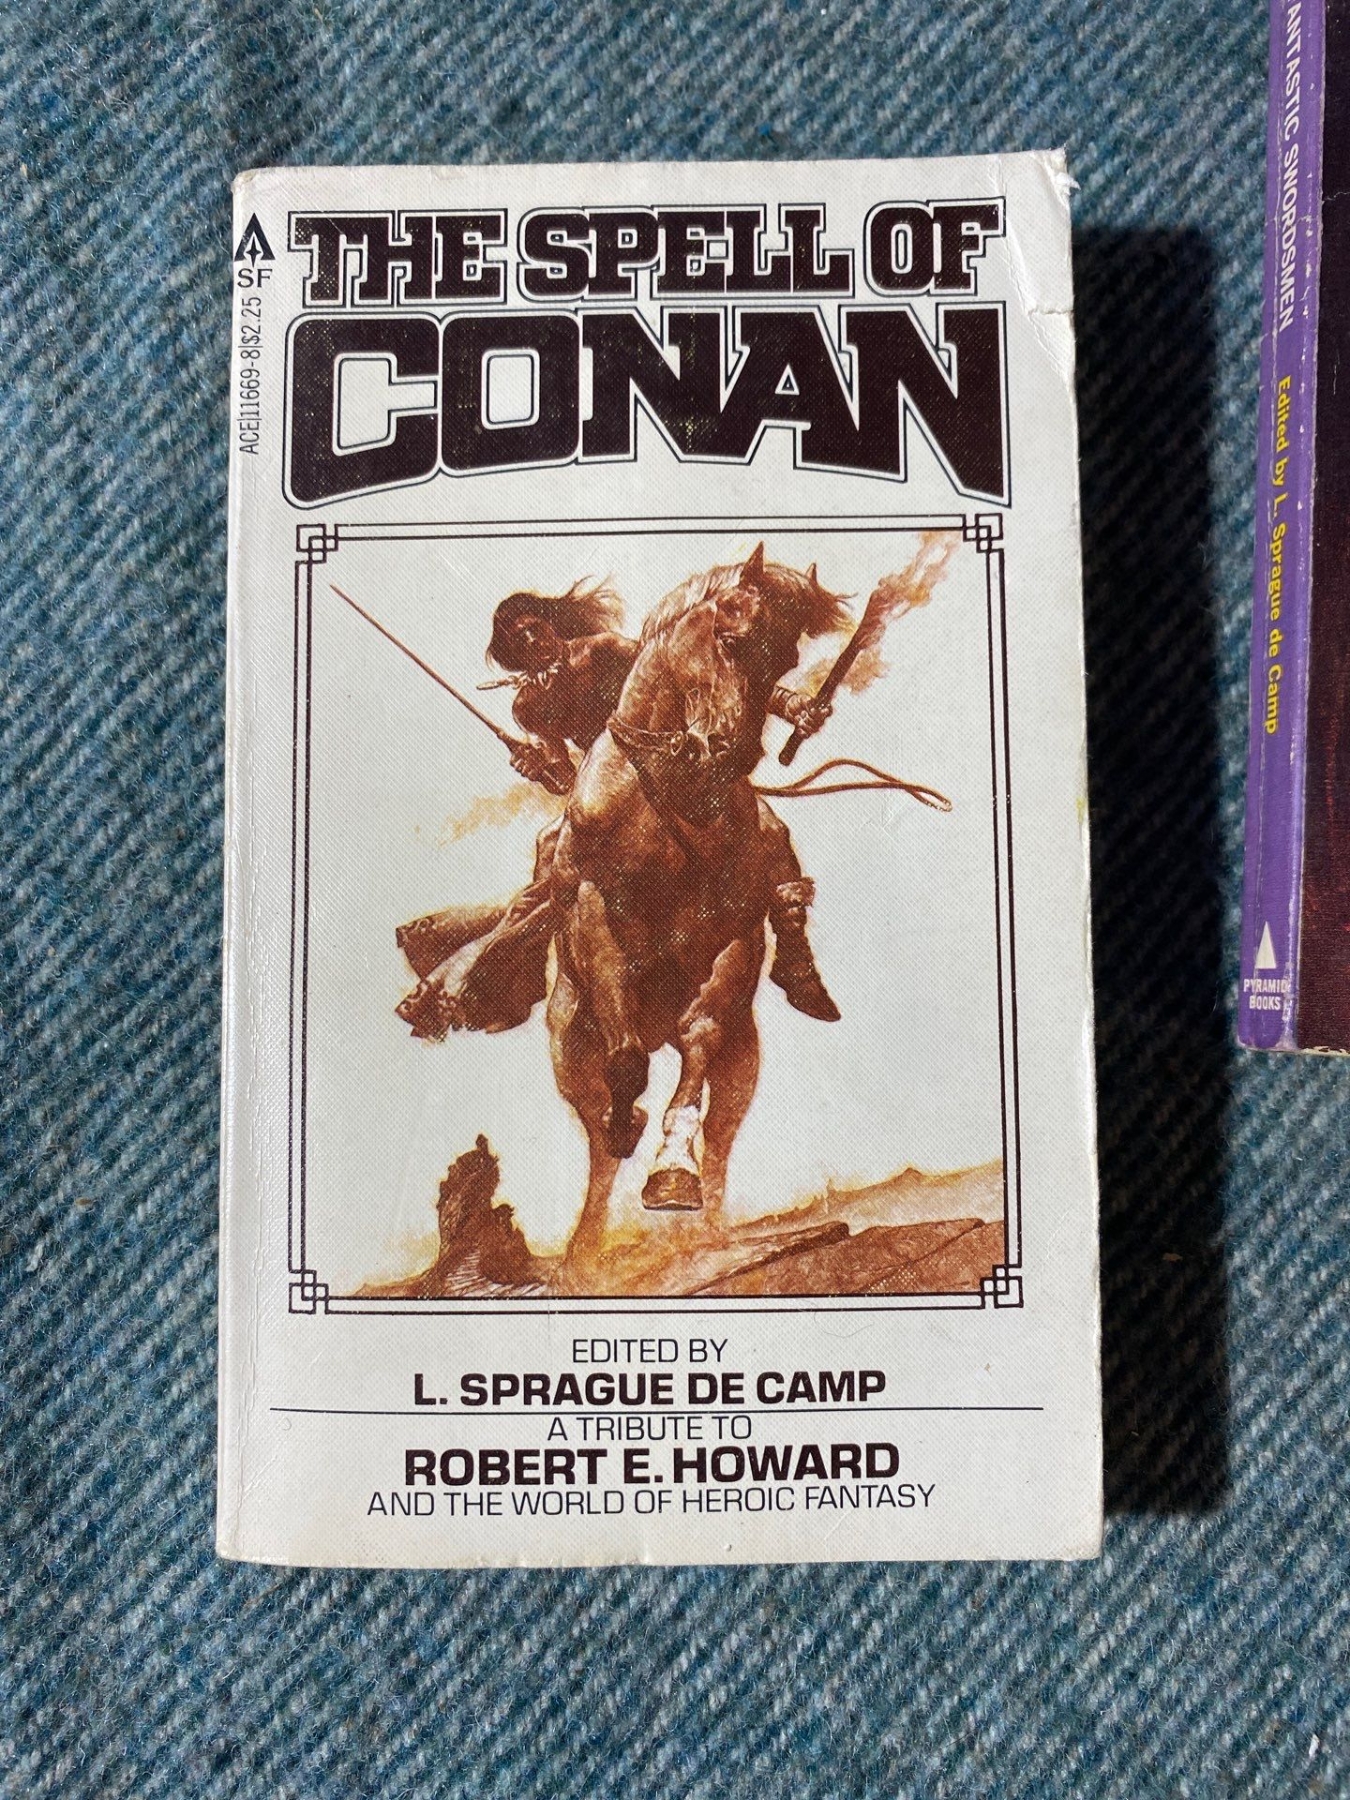 THE SPELL OF
CONAN
SF
ACE|11669-8|$2.25
EDITED BY
L. SPRAGUE DE CAMP
A TRIBUTE TO
ROBERT E. HOWARD
AND THE WORLD OF HEROIC FANTASY
ANTASTIC SWORDSMEN
Edited by L. Sprague de Camp
PYRAMID
BOOKS